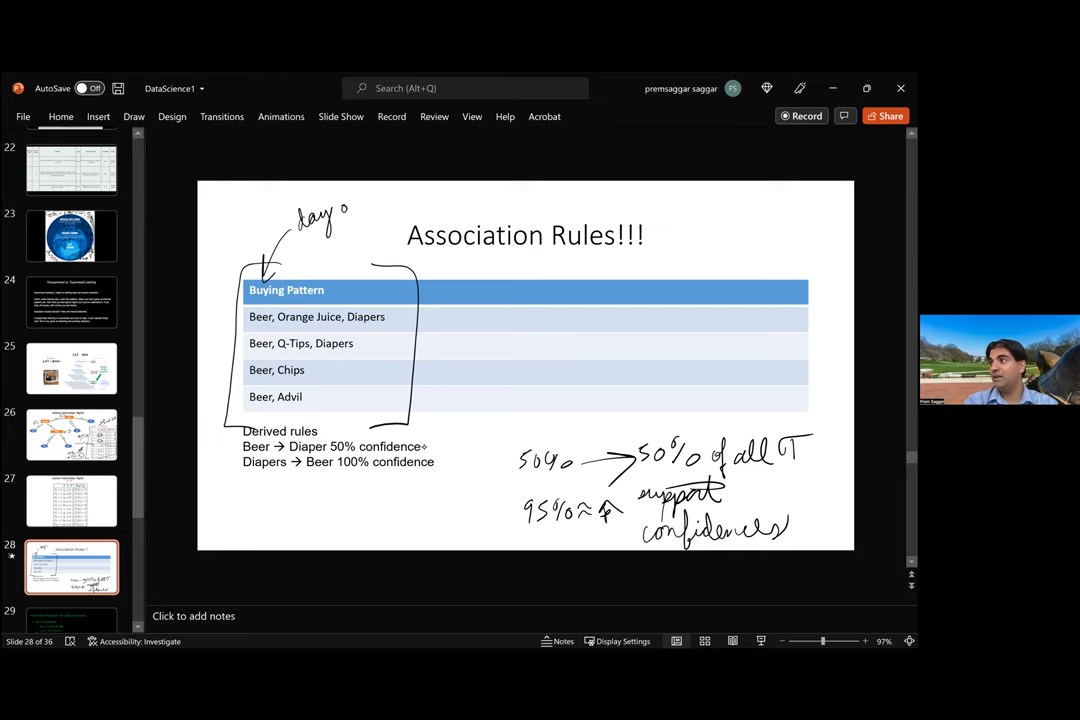 AutoSave Off DataScience1 Search (Alt+Q) premsaggar saggar PS
File Home Insert Draw Design Transitions Animations Slide Show Record Review View Help Acrobat Record Share
22
23
24
25
26
27
28
29
day 0
Association Rules!!!
Buying Pattern
Beer, Orange Juice, Diapers
Beer, Q-Tips, Diapers
Beer, Chips
Beer, Advil
Derived rules
Beer → Diaper 50% confidence
Diapers → Beer 100% confidence
50% → 50% of all
95% ≈ support
confidences
Prem Saggar
Click to add notes
Slide 28 of 36 Accessibility: Investigate Notes Display Settings 97%